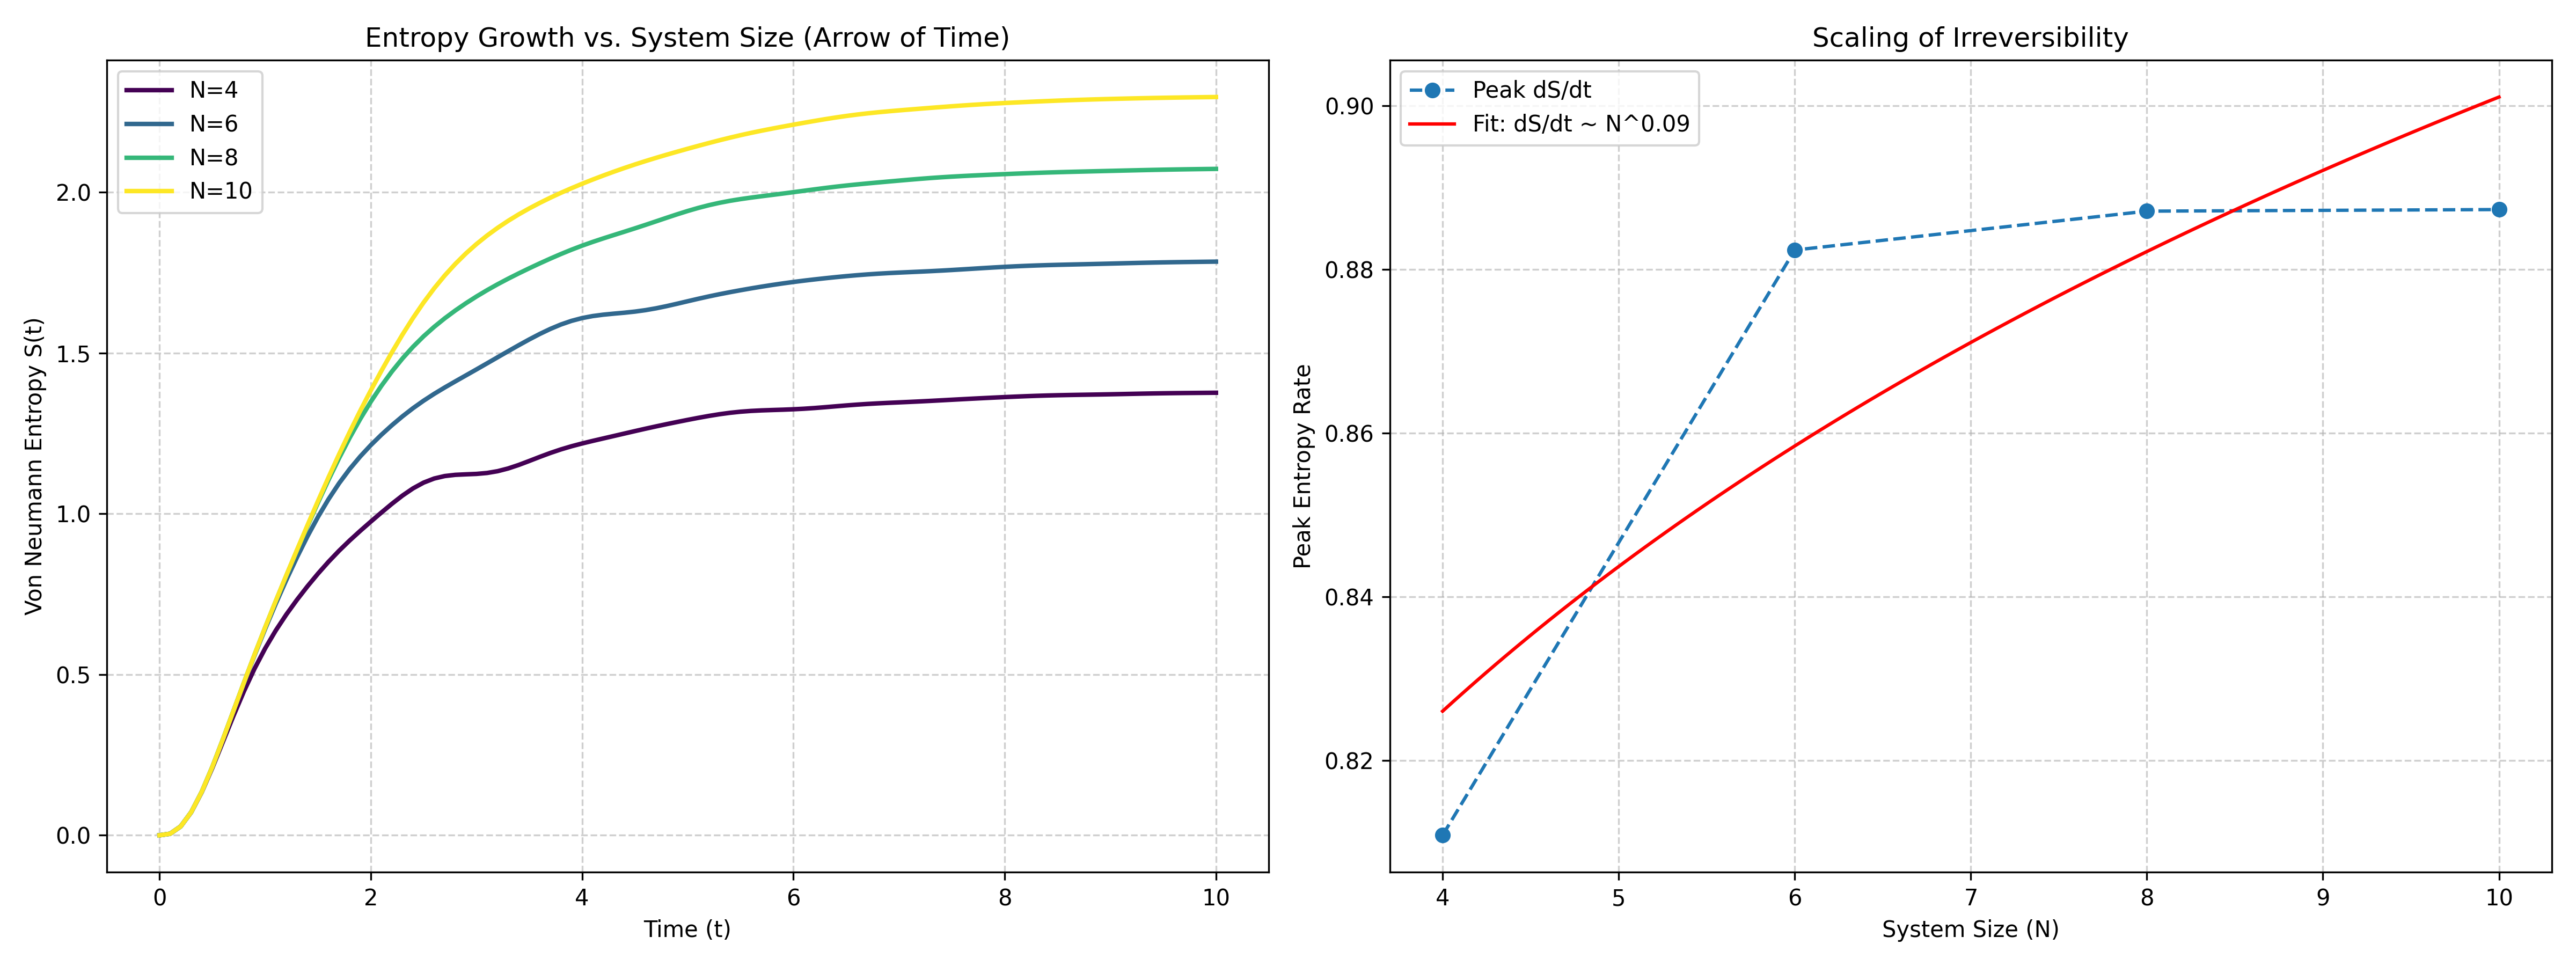 Entropy Growth vs. System Size (Arrow of Time)
N=4
N=6
N=8
N=10
Von Neumann Entropy S(t)
2.0
1.5
1.0
0.5
0.0
0 2 4 6 8 10
Time (t)
Scaling of Irreversibility
Peak dS/dt
Fit: dS/dt ~ N^0.09
Peak Entropy Rate
0.90
0.88
0.86
0.84
0.82
4 5 6 7 8 9 10
System Size (N)